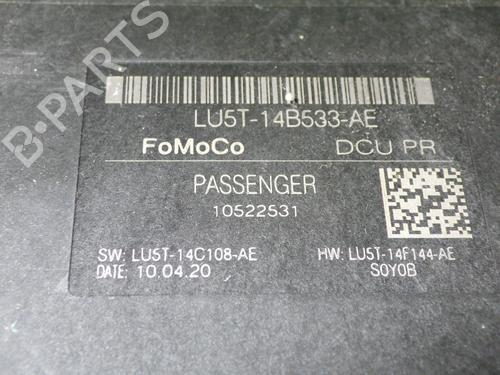 B-PARTS
LU5T-14B533-AE
FoMoCo DCU PR
PASSENGER
10522531
SW: LU5T-14C108-AE HW: LU5T-14F144-AE
DATE: 10.04.20 S0Y0B